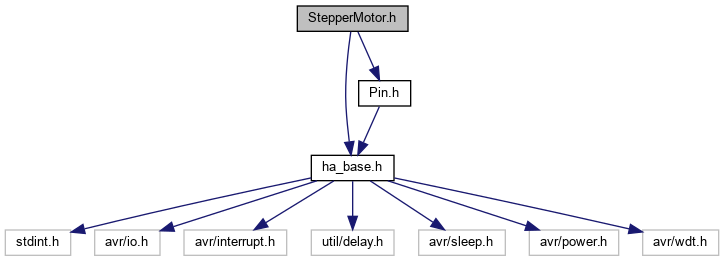 StepperMotor.h
Pin.h
ha_base.h
stdint.h
avr/io.h
avr/interrupt.h
util/delay.h
avr/sleep.h
avr/power.h
avr/wdt.h